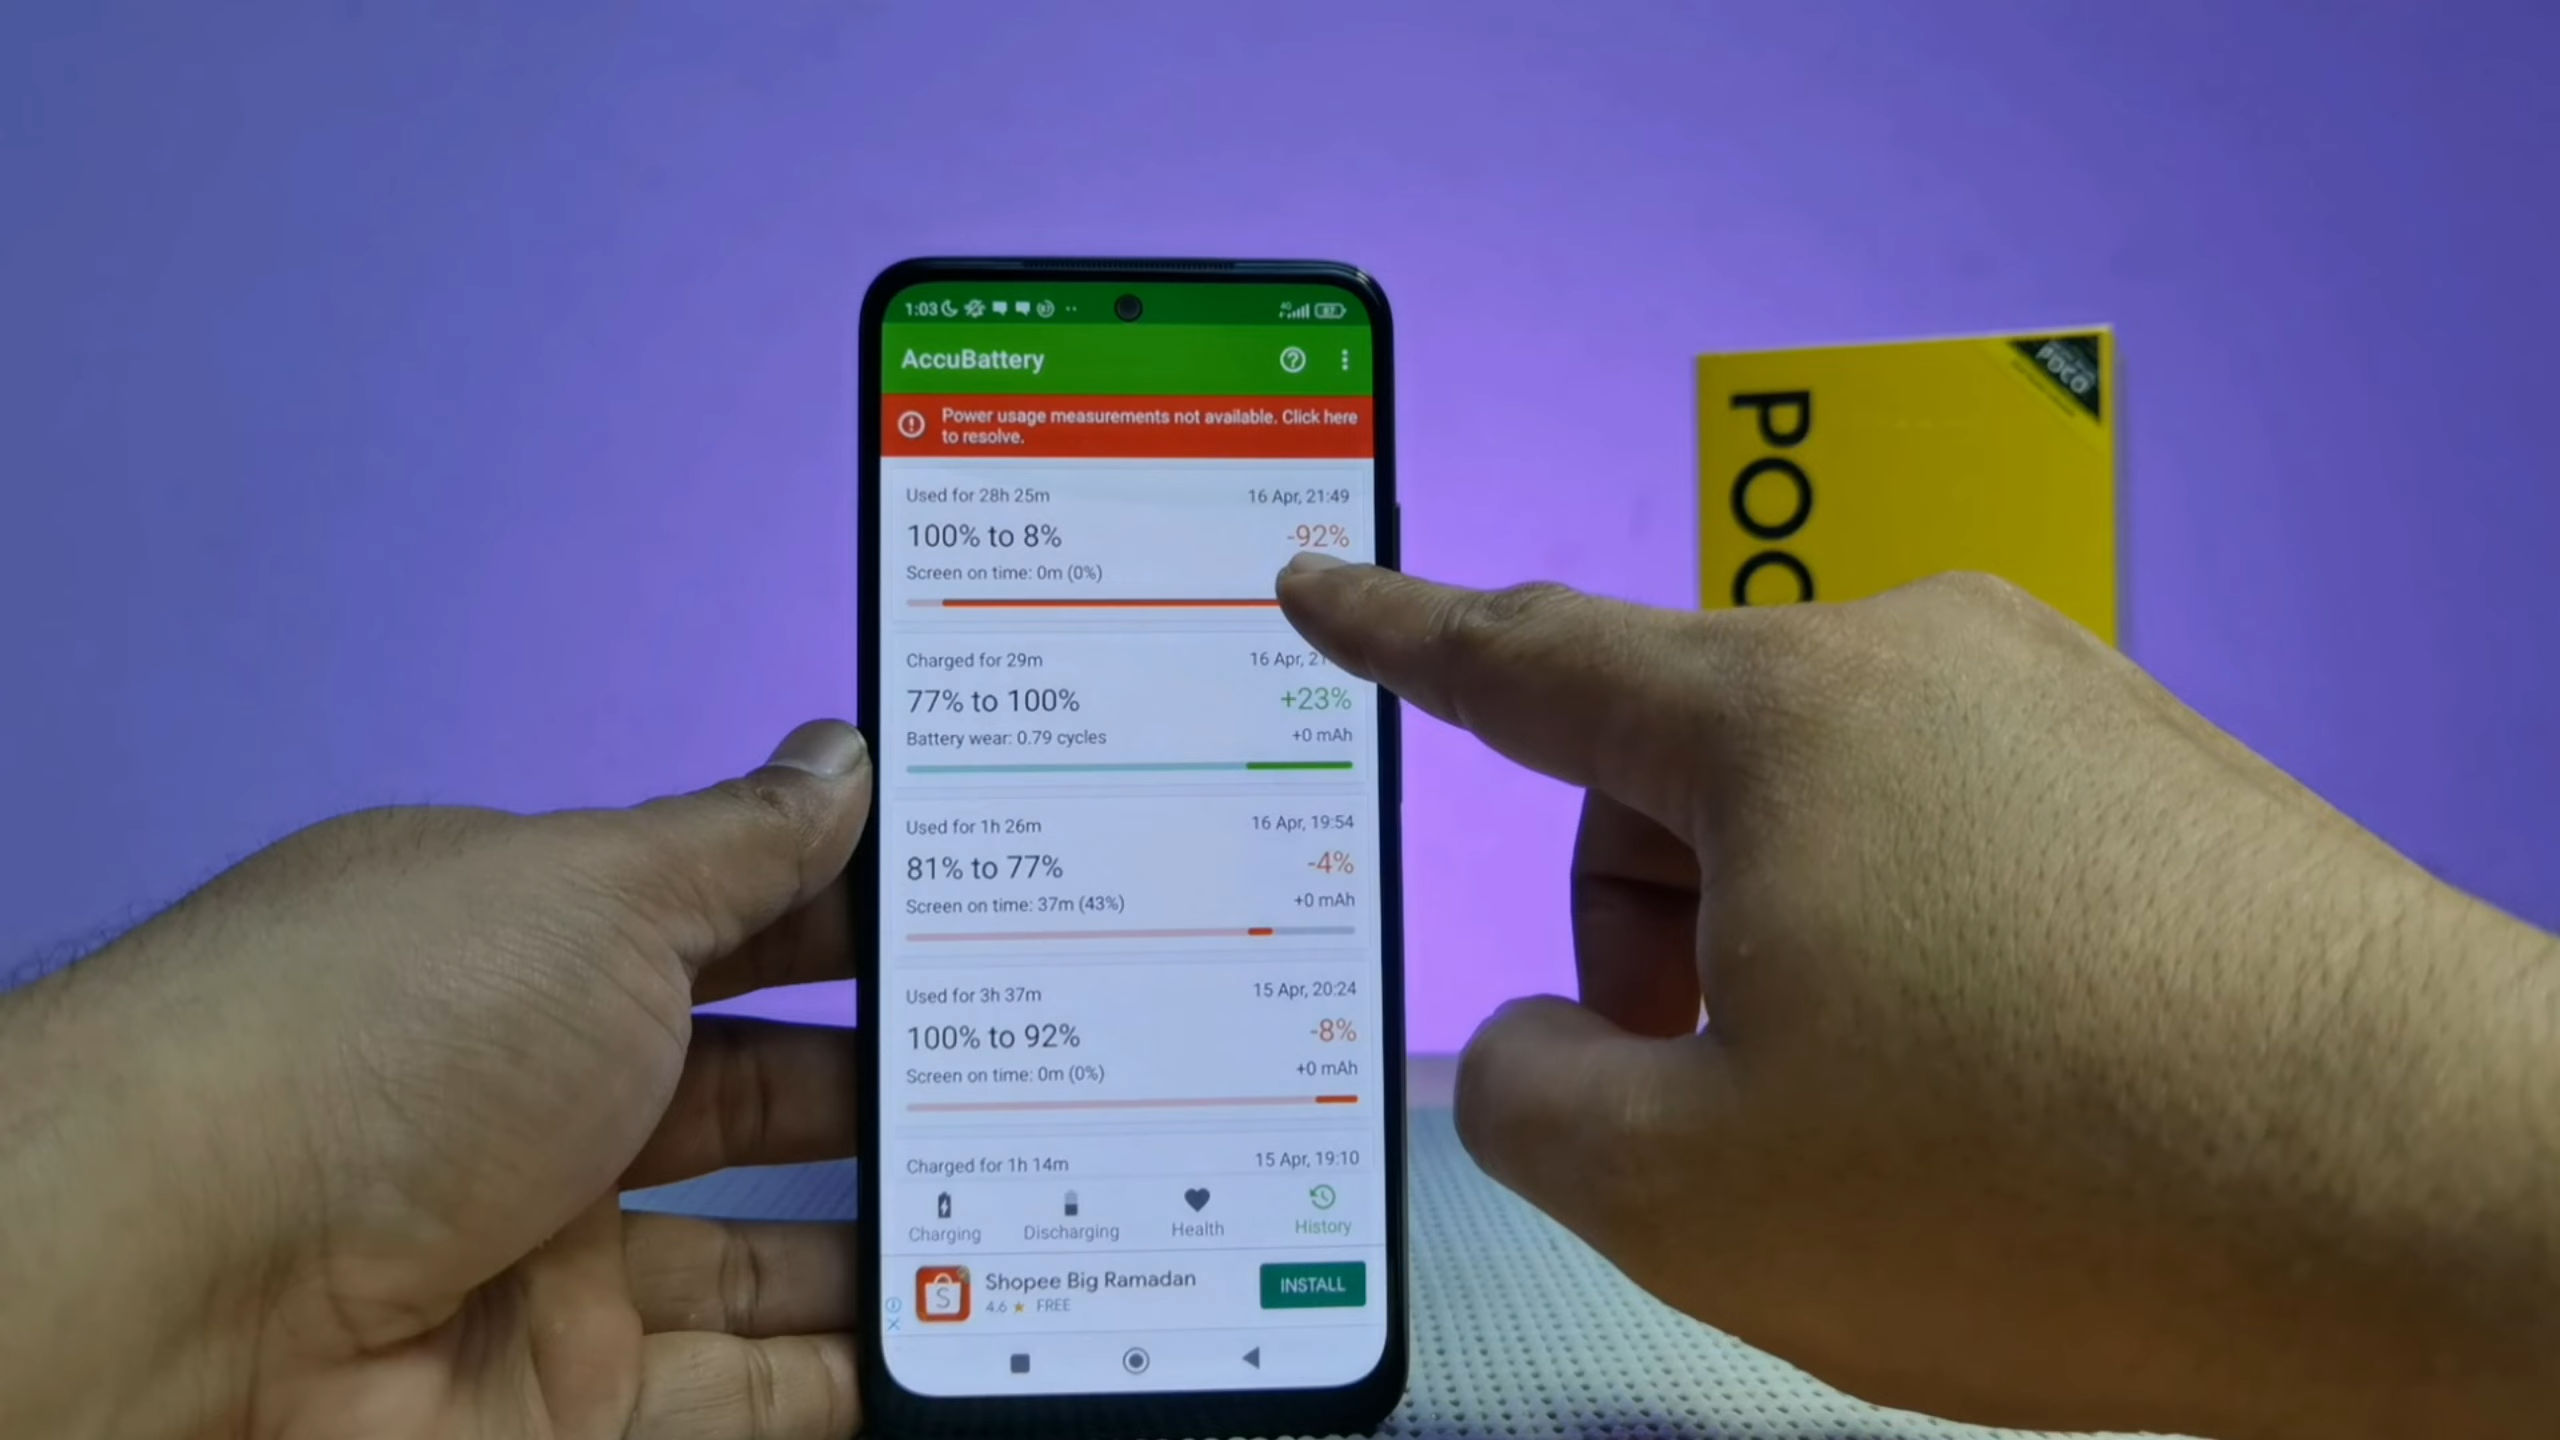 1:03
AccuBattery
Power usage measurements not available. Click here
to resolve.
Used for 28h 25m 16 Apr, 21:49
100% to 8% -92%
Screen on time: 0m (0%)
Charged for 29m 16 Apr, 21
77% to 100% +23%
Battery wear: 0.79 cycles +0 mAh
Used for 1h 26m 16 Apr, 19:54
81% to 77% -4%
Screen on time: 37m (43%) +0 mAh
Used for 3h 37m 15 Apr, 20:24
100% to 92% -8%
Screen on time: 0m (0%) +0 mAh
Charged for 1h 14m 15 Apr, 19:10
Charging Discharging Health History
Shopee Big Ramadan
4.6 ★ FREE
INSTALL
POC
POCO